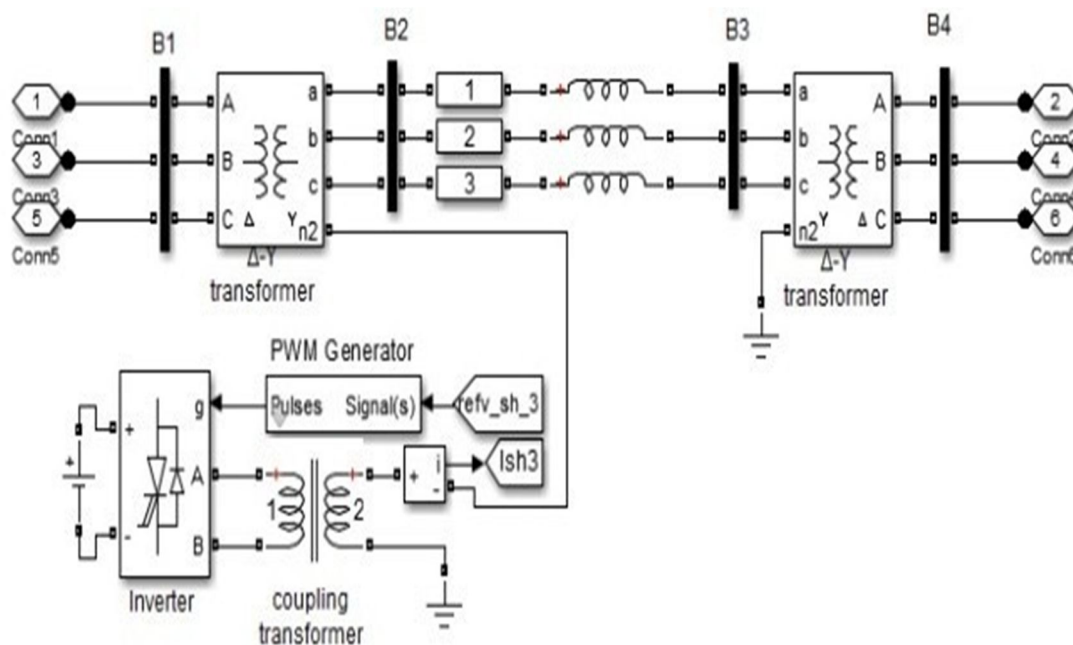 B1
B2
B3
B4
1
Conn1
3
Conn3
5
Conn5
A
B
C
Δ
Y
a
b
c
n2
Δ-Y
transformer
1
2
3
a
b
c
n2
Y
Δ
A
B
C
Δ-Y
transformer
2
4
6
PWM Generator
Pulses
Signal(s)
refv_sh_3
Ish3
+
-
g
A
B
Inverter
+
1
2
coupling
transformer
+
-
i